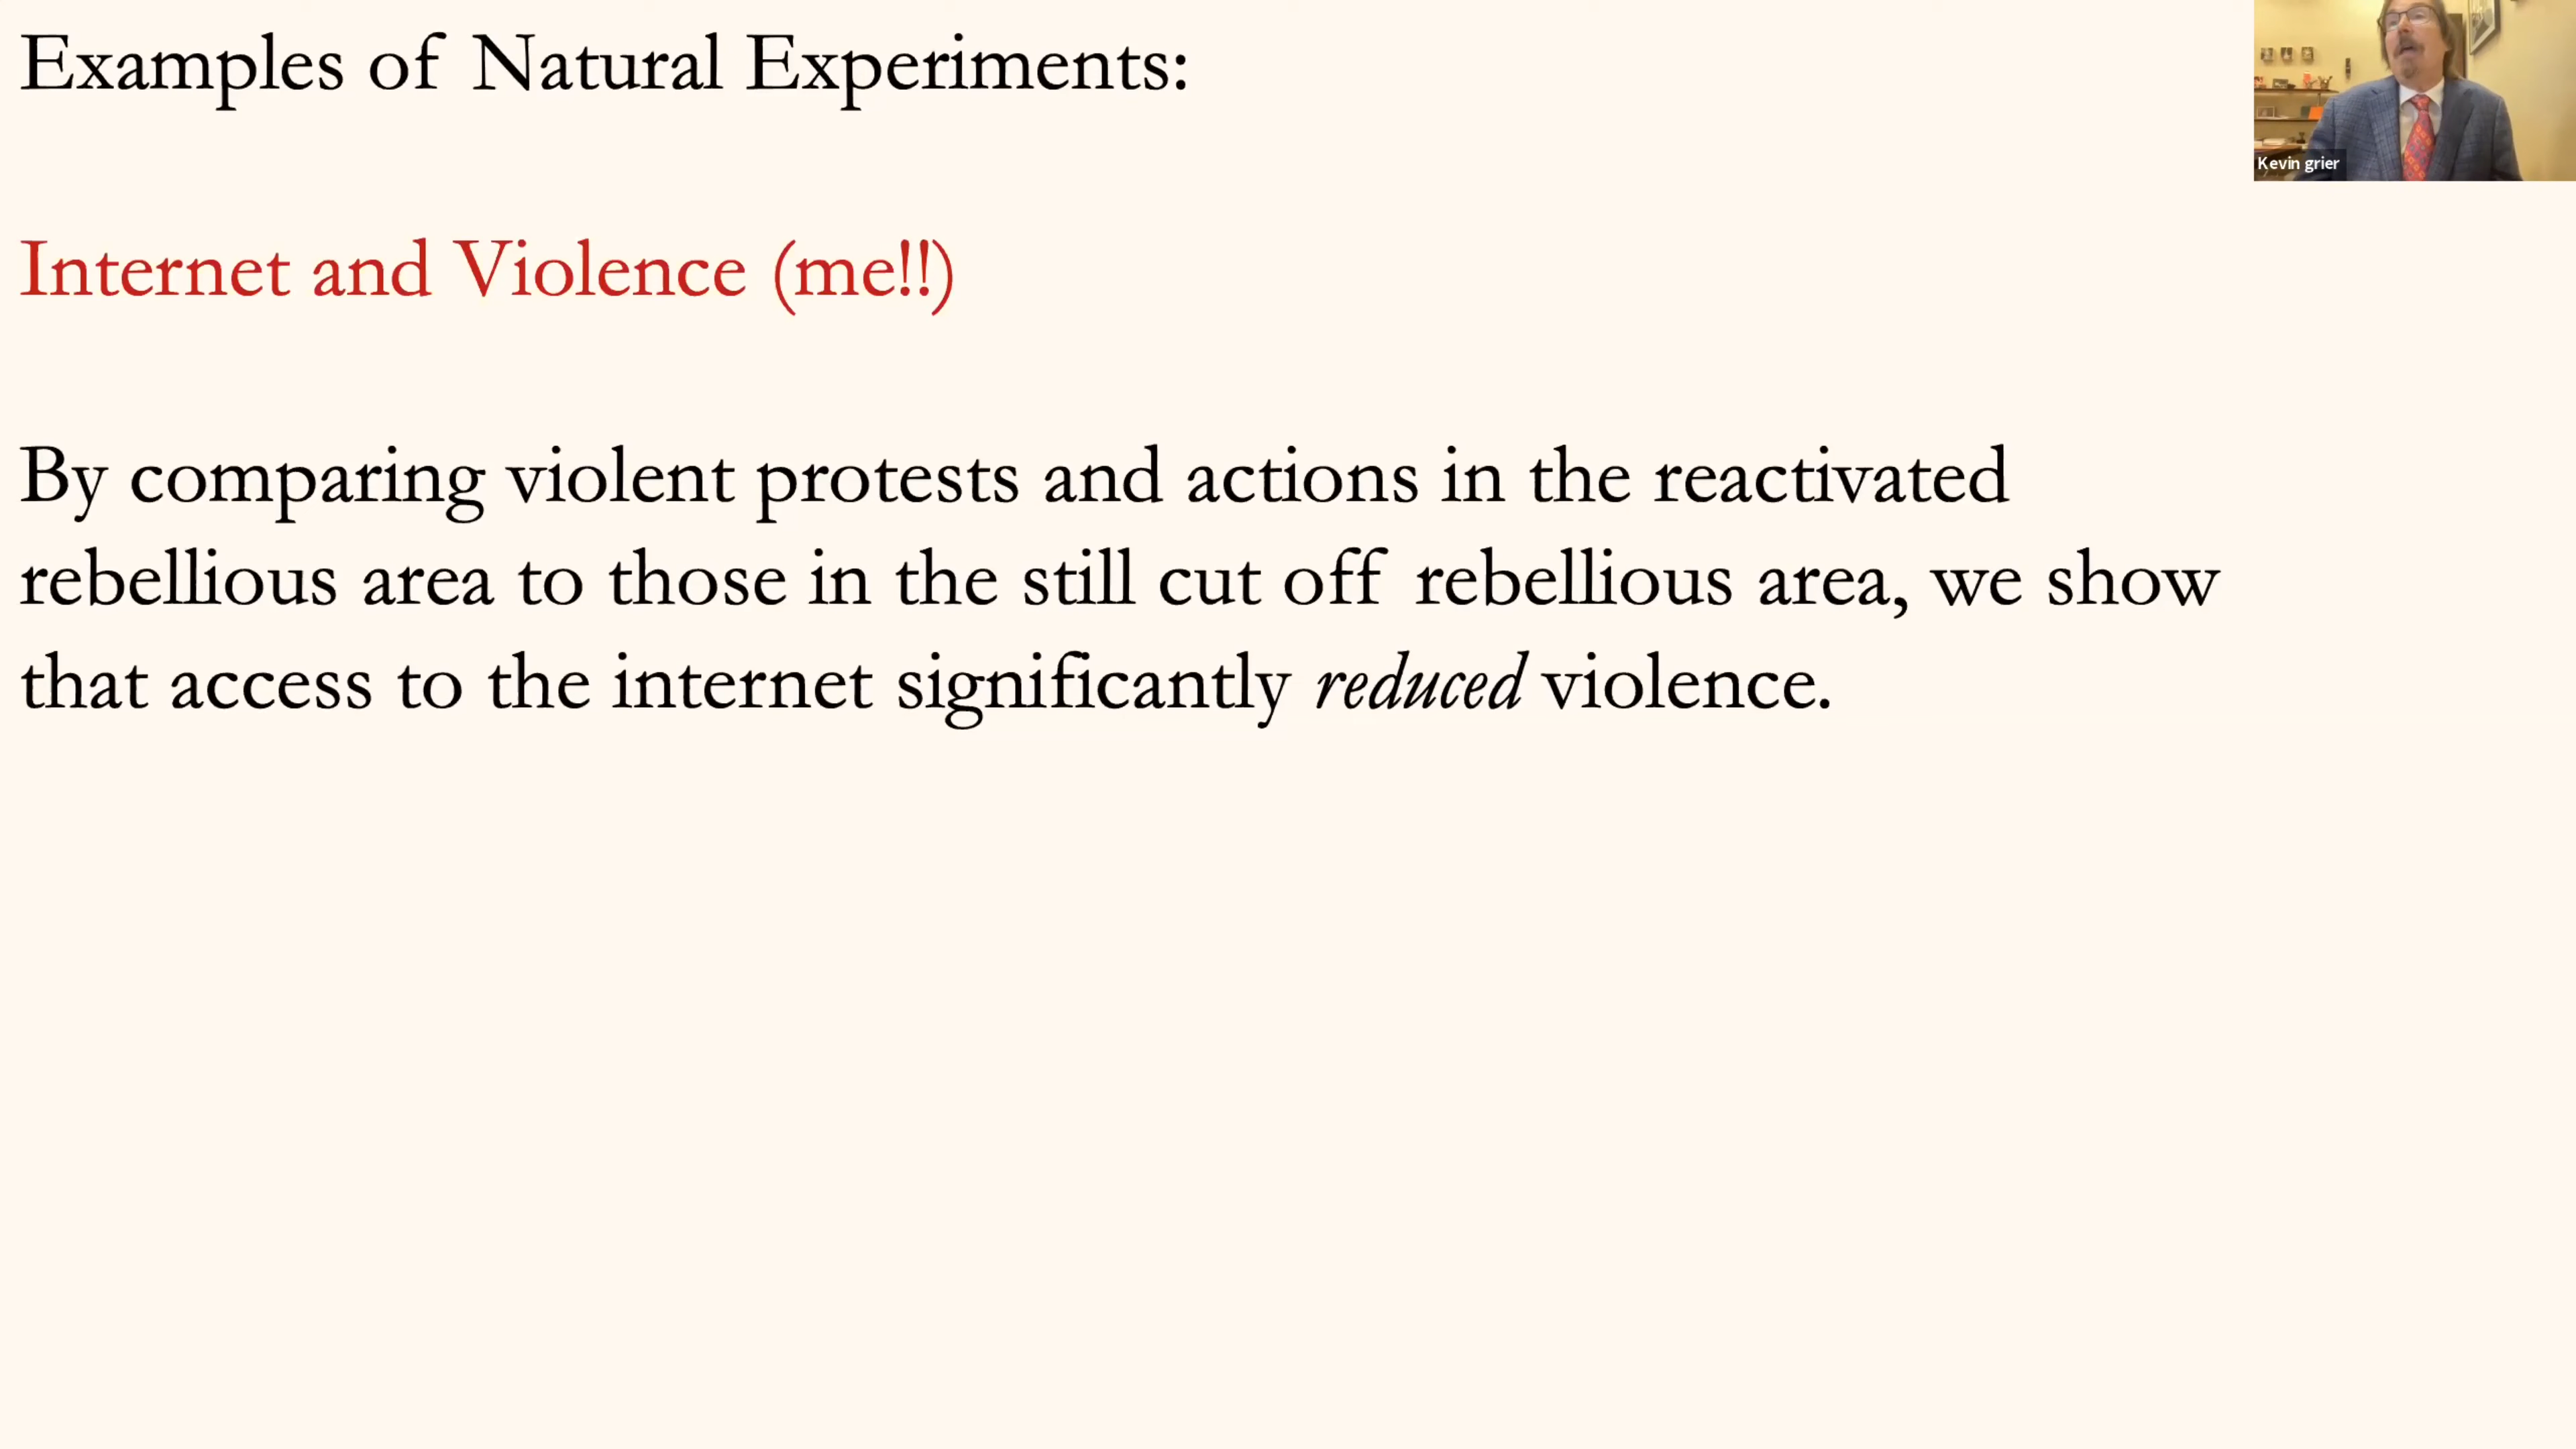 Examples of Natural Experiments:
Internet and Violence (me!!)
By comparing violent protests and actions in the reactivated
rebellious area to those in the still cut off rebellious area, we show
that access to the internet significantly reduced violence.
Kevin grier